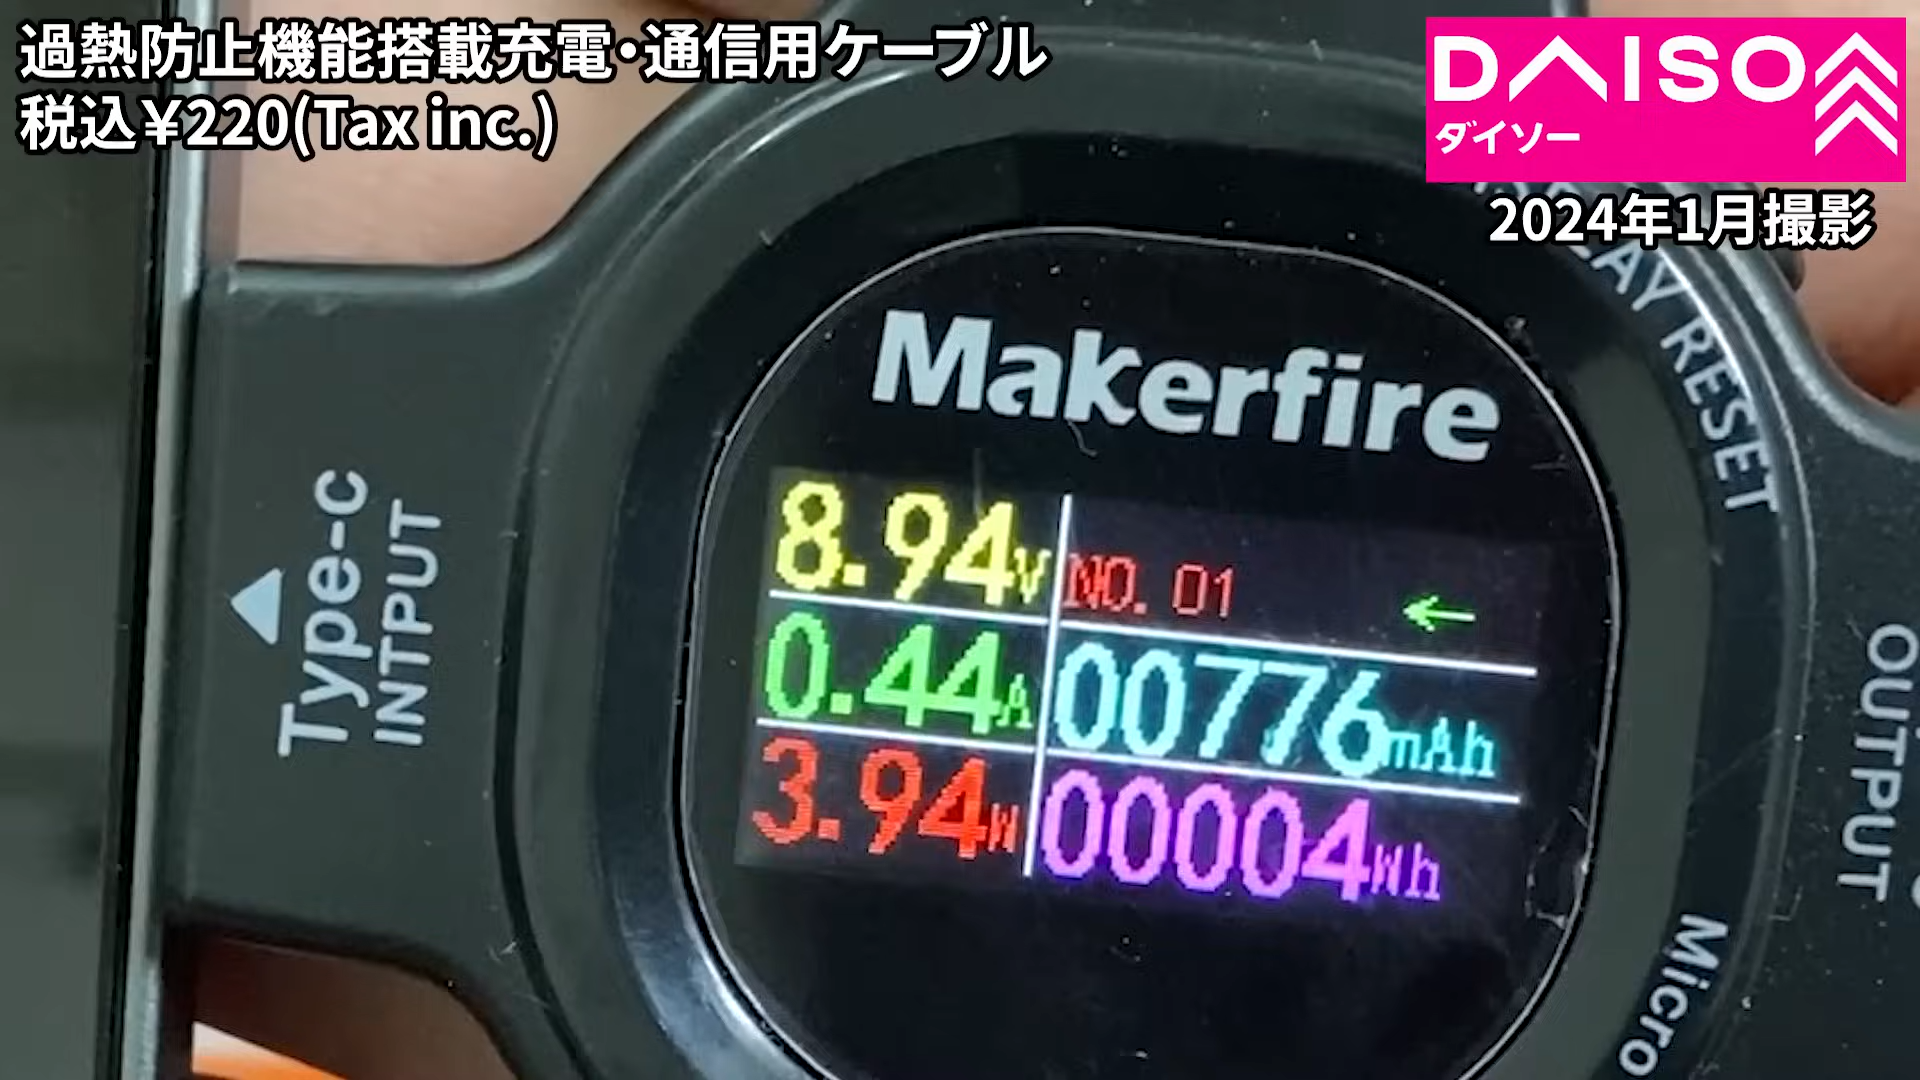 過熱防止機能搭載充電・通信用ケーブル
税込¥220(Tax inc.)
DAISO
ダイソー
2024年1月撮影
RESET
Makerfire
Type-c
INTPUT
8.94V
NO. 01
←
0.44A
00776mAh
3.94W
00004Wh
OUTPUT
Micro